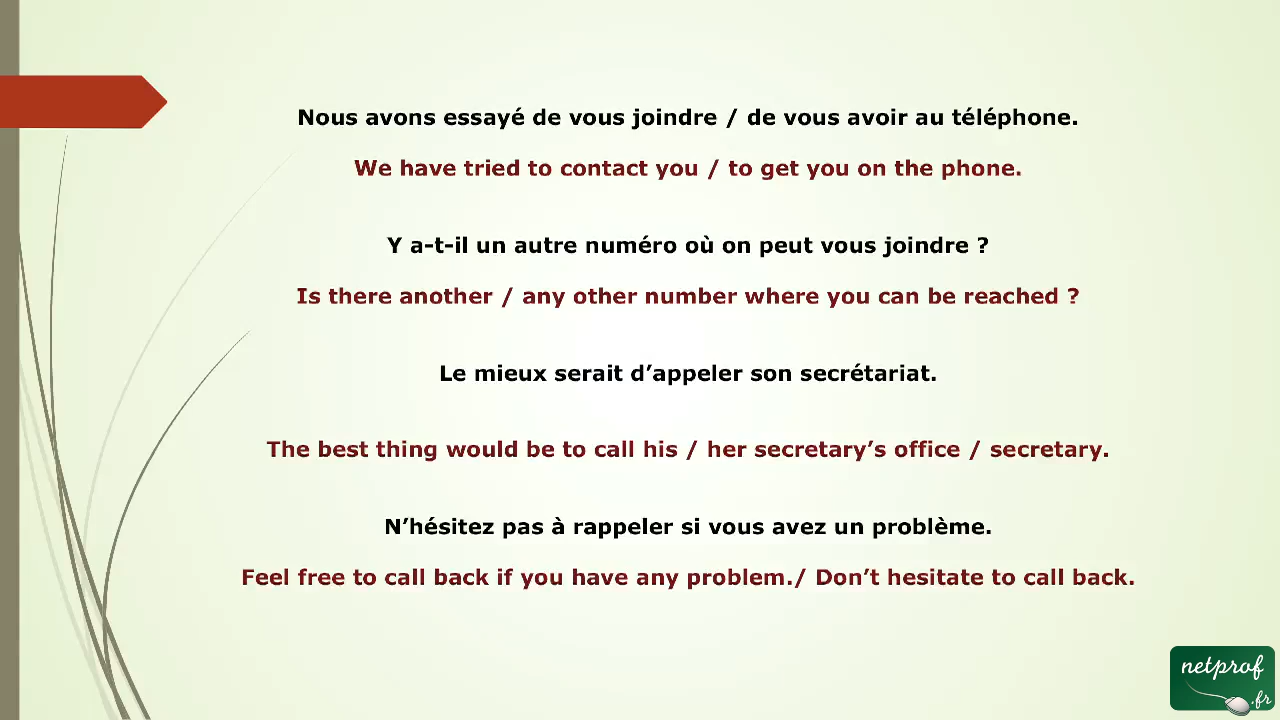 Nous avons essayé de vous joindre / de vous avoir au téléphone.
We have tried to contact you / to get you on the phone.
Y a-t-il un autre numéro où on peut vous joindre ?
Is there another / any other number where you can be reached ?
Le mieux serait d’appeler son secrétariat.
The best thing would be to call his / her secretary’s office / secretary.
N’hésitez pas à rappeler si vous avez un problème.
Feel free to call back if you have any problem./ Don’t hesitate to call back.
netprof
.fr